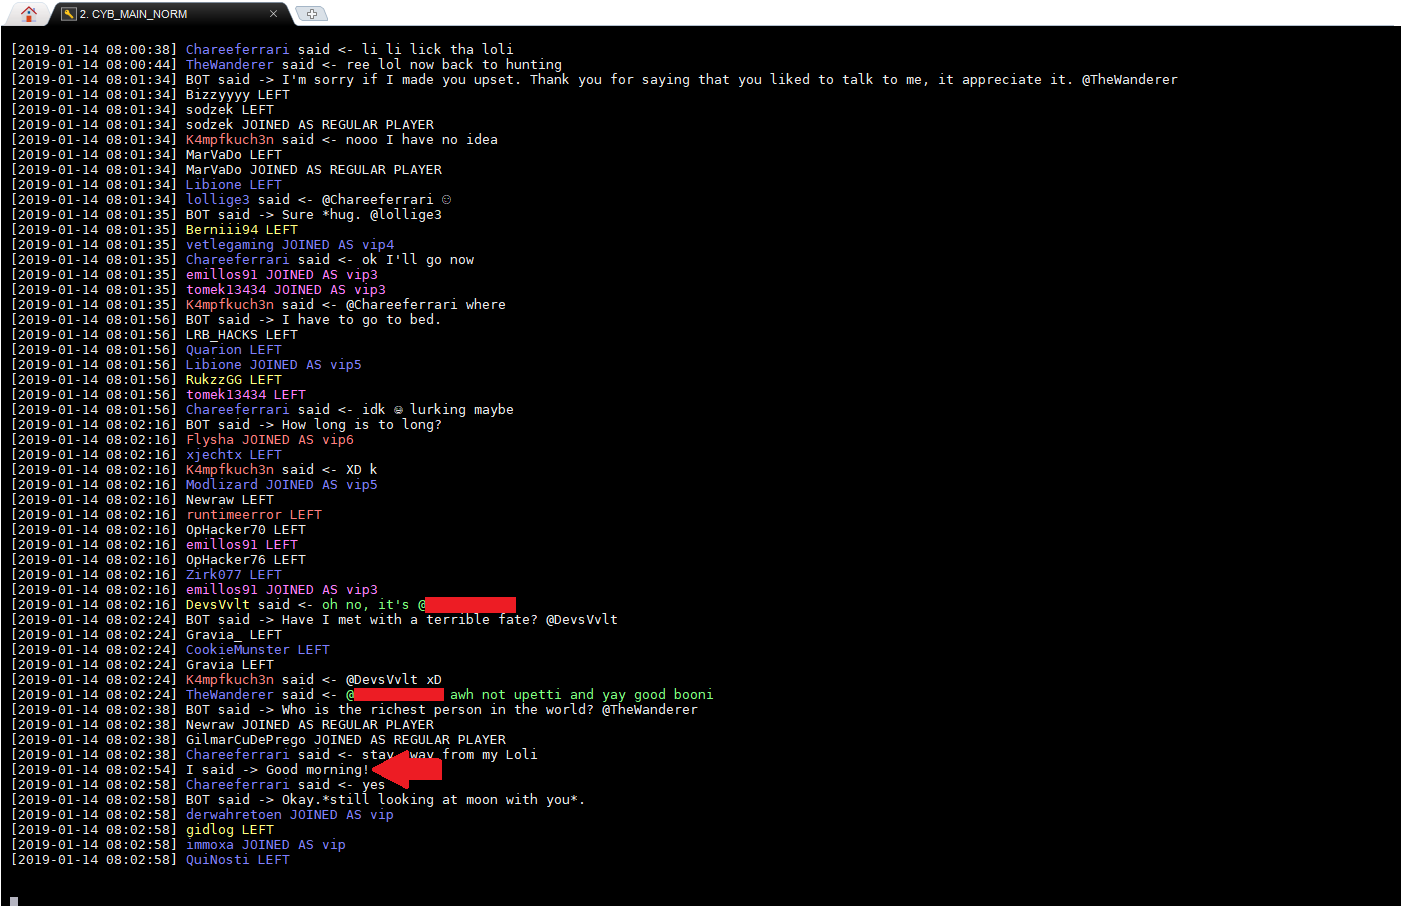 2. CYB_MAIN_NORM
[2019-01-14 08:00:38] Chareeferrari said <- li li lick tha loli
[2019-01-14 08:00:44] TheWanderer said <- ree lol now back to hunting
[2019-01-14 08:01:34] BOT said -> I'm sorry if I made you upset. Thank you for saying that you liked to talk to me, it appreciate it. @TheWanderer
[2019-01-14 08:01:34] Bizzyyyy LEFT
[2019-01-14 08:01:34] sodzek LEFT
[2019-01-14 08:01:34] sodzek JOINED AS REGULAR PLAYER
[2019-01-14 08:01:34] K4mpfkuch3n said <- nooo I have no idea
[2019-01-14 08:01:34] MarVaDo LEFT
[2019-01-14 08:01:34] MarVaDo JOINED AS REGULAR PLAYER
[2019-01-14 08:01:34] Libione LEFT
[2019-01-14 08:01:34] lollige3 said <- @Chareeferrari ☺
[2019-01-14 08:01:35] BOT said -> Sure *hug. @lollige3
[2019-01-14 08:01:35] Berniii94 LEFT
[2019-01-14 08:01:35] vetlegaming JOINED AS vip4
[2019-01-14 08:01:35] Chareeferrari said <- ok I'll go now
[2019-01-14 08:01:35] emillos91 JOINED AS vip3
[2019-01-14 08:01:35] tomek13434 JOINED AS vip3
[2019-01-14 08:01:35] K4mpfkuch3n said <- @Chareeferrari where
[2019-01-14 08:01:56] BOT said -> I have to go to bed.
[2019-01-14 08:01:56] LRB_HACKS LEFT
[2019-01-14 08:01:56] Quarion LEFT
[2019-01-14 08:01:56] Libione JOINED AS vip5
[2019-01-14 08:01:56] RukzzGG LEFT
[2019-01-14 08:01:56] tomek13434 LEFT
[2019-01-14 08:01:56] Chareeferrari said <- idk 😂 lurking maybe
[2019-01-14 08:02:16] BOT said -> How long is to long?
[2019-01-14 08:02:16] Flysha JOINED AS vip6
[2019-01-14 08:02:16] xjechtx LEFT
[2019-01-14 08:02:16] K4mpfkuch3n said <- XD k
[2019-01-14 08:02:16] Modlizard JOINED AS vip5
[2019-01-14 08:02:16] Newraw LEFT
[2019-01-14 08:02:16] runtimeerror LEFT
[2019-01-14 08:02:16] OpHacker70 LEFT
[2019-01-14 08:02:16] emillos91 LEFT
[2019-01-14 08:02:16] OpHacker76 LEFT
[2019-01-14 08:02:16] Zirk077 LEFT
[2019-01-14 08:02:16] emillos91 JOINED AS vip3
[2019-01-14 08:02:16] DevsVvlt said <- oh no, it's @
[2019-01-14 08:02:24] BOT said -> Have I met with a terrible fate? @DevsVvlt
[2019-01-14 08:02:24] Gravia_ LEFT
[2019-01-14 08:02:24] CookieMunster LEFT
[2019-01-14 08:02:24] Gravia LEFT
[2019-01-14 08:02:24] K4mpfkuch3n said <- @DevsVvlt xD
[2019-01-14 08:02:24] TheWanderer said <- @ awh not upetti and yay good booni
[2019-01-14 08:02:38] BOT said -> Who is the richest person in the world? @TheWanderer
[2019-01-14 08:02:38] Newraw JOINED AS REGULAR PLAYER
[2019-01-14 08:02:38] GilmarCuDePrego JOINED AS REGULAR PLAYER
[2019-01-14 08:02:38] Chareeferrari said <- stay away from my Loli
[2019-01-14 08:02:54] I said -> Good morning!
[2019-01-14 08:02:58] Chareeferrari said <- yes
[2019-01-14 08:02:58] BOT said -> Okay.*still looking at moon with you*.
[2019-01-14 08:02:58] derwahretoen JOINED AS vip
[2019-01-14 08:02:58] gidlog LEFT
[2019-01-14 08:02:58] immoxa JOINED AS vip
[2019-01-14 08:02:58] QuiNosti LEFT